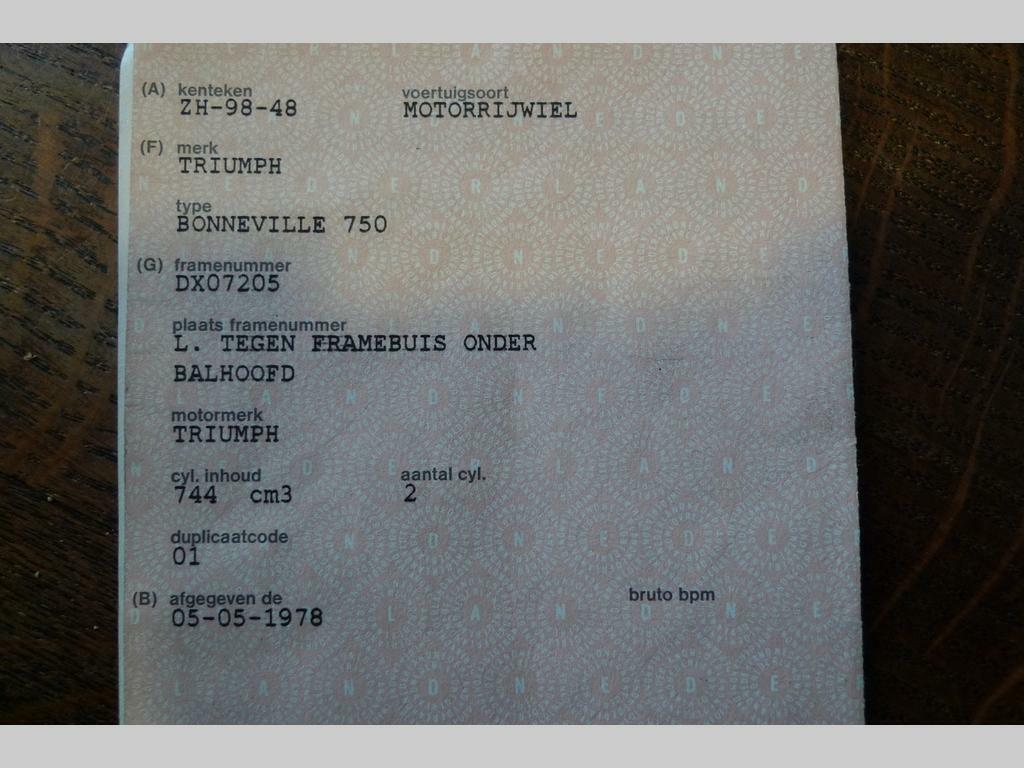 (A) kenteken voertuigsoort
ZH-98-48 MOTORRIJWIEL
(F) merk
TRIUMPH
type
BONNEVILLE 750
(G) framenummer
DX07205
plaats framenummer
L. TEGEN FRAMEBUIS ONDER
BALHOOFD
motormerk
TRIUMPH
cyl. inhoud aantal cyl.
744 cm3 2
duplicaatcode
01
(B) afgegeven de bruto bpm
05-05-1978